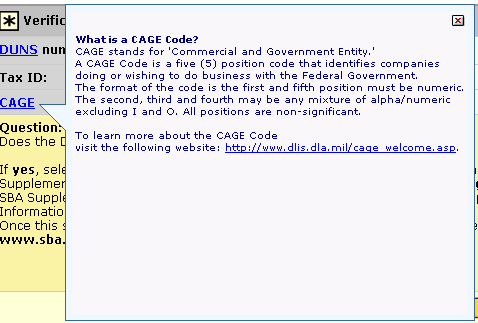 * Verific
What is a CAGE Code?
DUNS num
CAGE stands for 'Commercial and Government Entity.'
A CAGE Code is a five (5) position code that identifies companies
Tax ID:
doing or wishing to do business with the Federal Government.
The format of the code is the first and fifth position must be numeric.
CAGE
The second, third and fourth may be any mixture of alpha/numeric
excluding I and O. All positions are non-significant.
Question:
To learn more about the CAGE Code
Does the D
visit the following website: http://www.dlis.dla.mil/cage_welcome.asp.
If yes, sele
Supplemen
SBA Supple
Informatio
Once this s
www.sba.